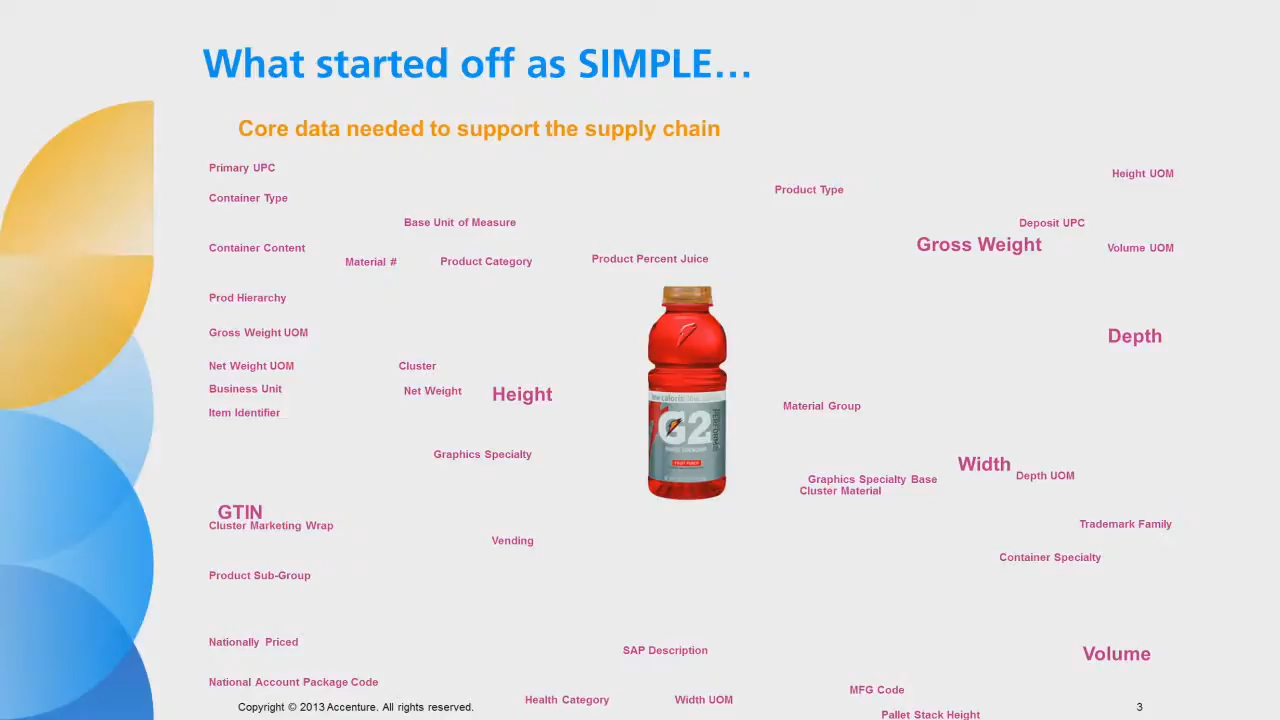 What started off as SIMPLE...
Core data needed to support the supply chain
Primary UPC
Height UOM
Product Type
Container Type
Base Unit of Measure
Deposit UPC
Gross Weight
Container Content
Volume UOM
Material #
Product Category
Product Percent Juice
Prod Hierarchy
Gross Weight UOM
Depth
Net Weight UOM
Cluster
Business Unit
Net Weight
Height
Item Identifier
Material Group
G2
FRUIT PUNCH
Graphics Specialty
Width
Depth UOM
Graphics Specialty Base
Cluster Material
GTIN
Cluster Marketing Wrap
Trademark Family
Vending
Container Specialty
Product Sub-Group
Nationally Priced
SAP Description
Volume
National Account Package Code
MFG Code
Health Category
Width UOM
Copyright © 2013 Accenture. All rights reserved.
3
Pallet Stack Height